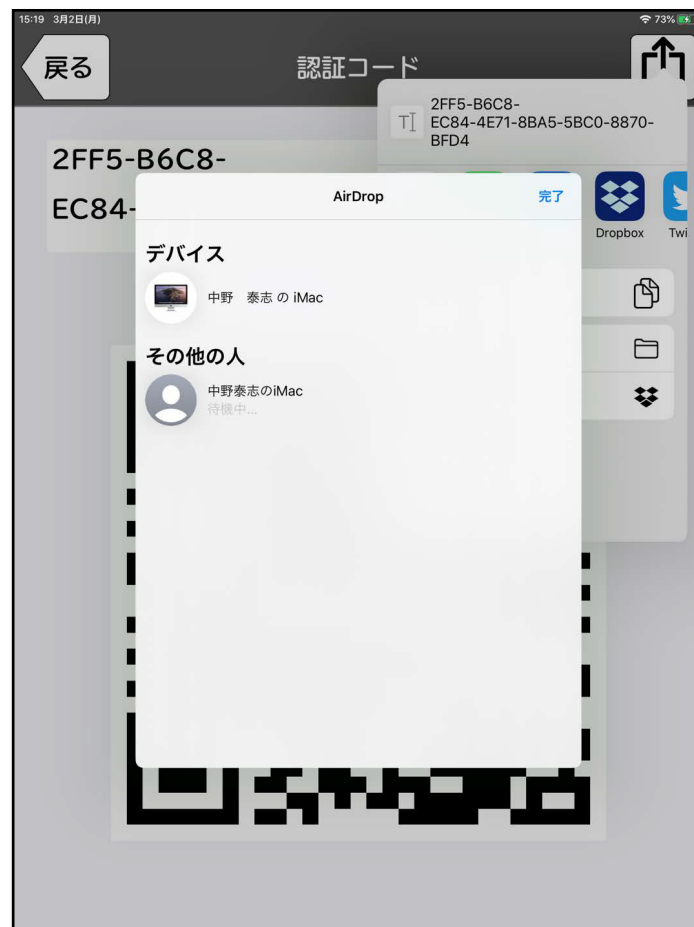 15:19 3月2日(月)
73%
戻る
認証コード
2FF5-B6C8-
EC84-4E71-8BA5-5BC0-8870-
BFD4
2FF5-B6C8-
EC84-
Dropbox
Twi
AirDrop
完了
デバイス
中野 泰志 の iMac
その他の人
中野泰志のiMac
待機中...